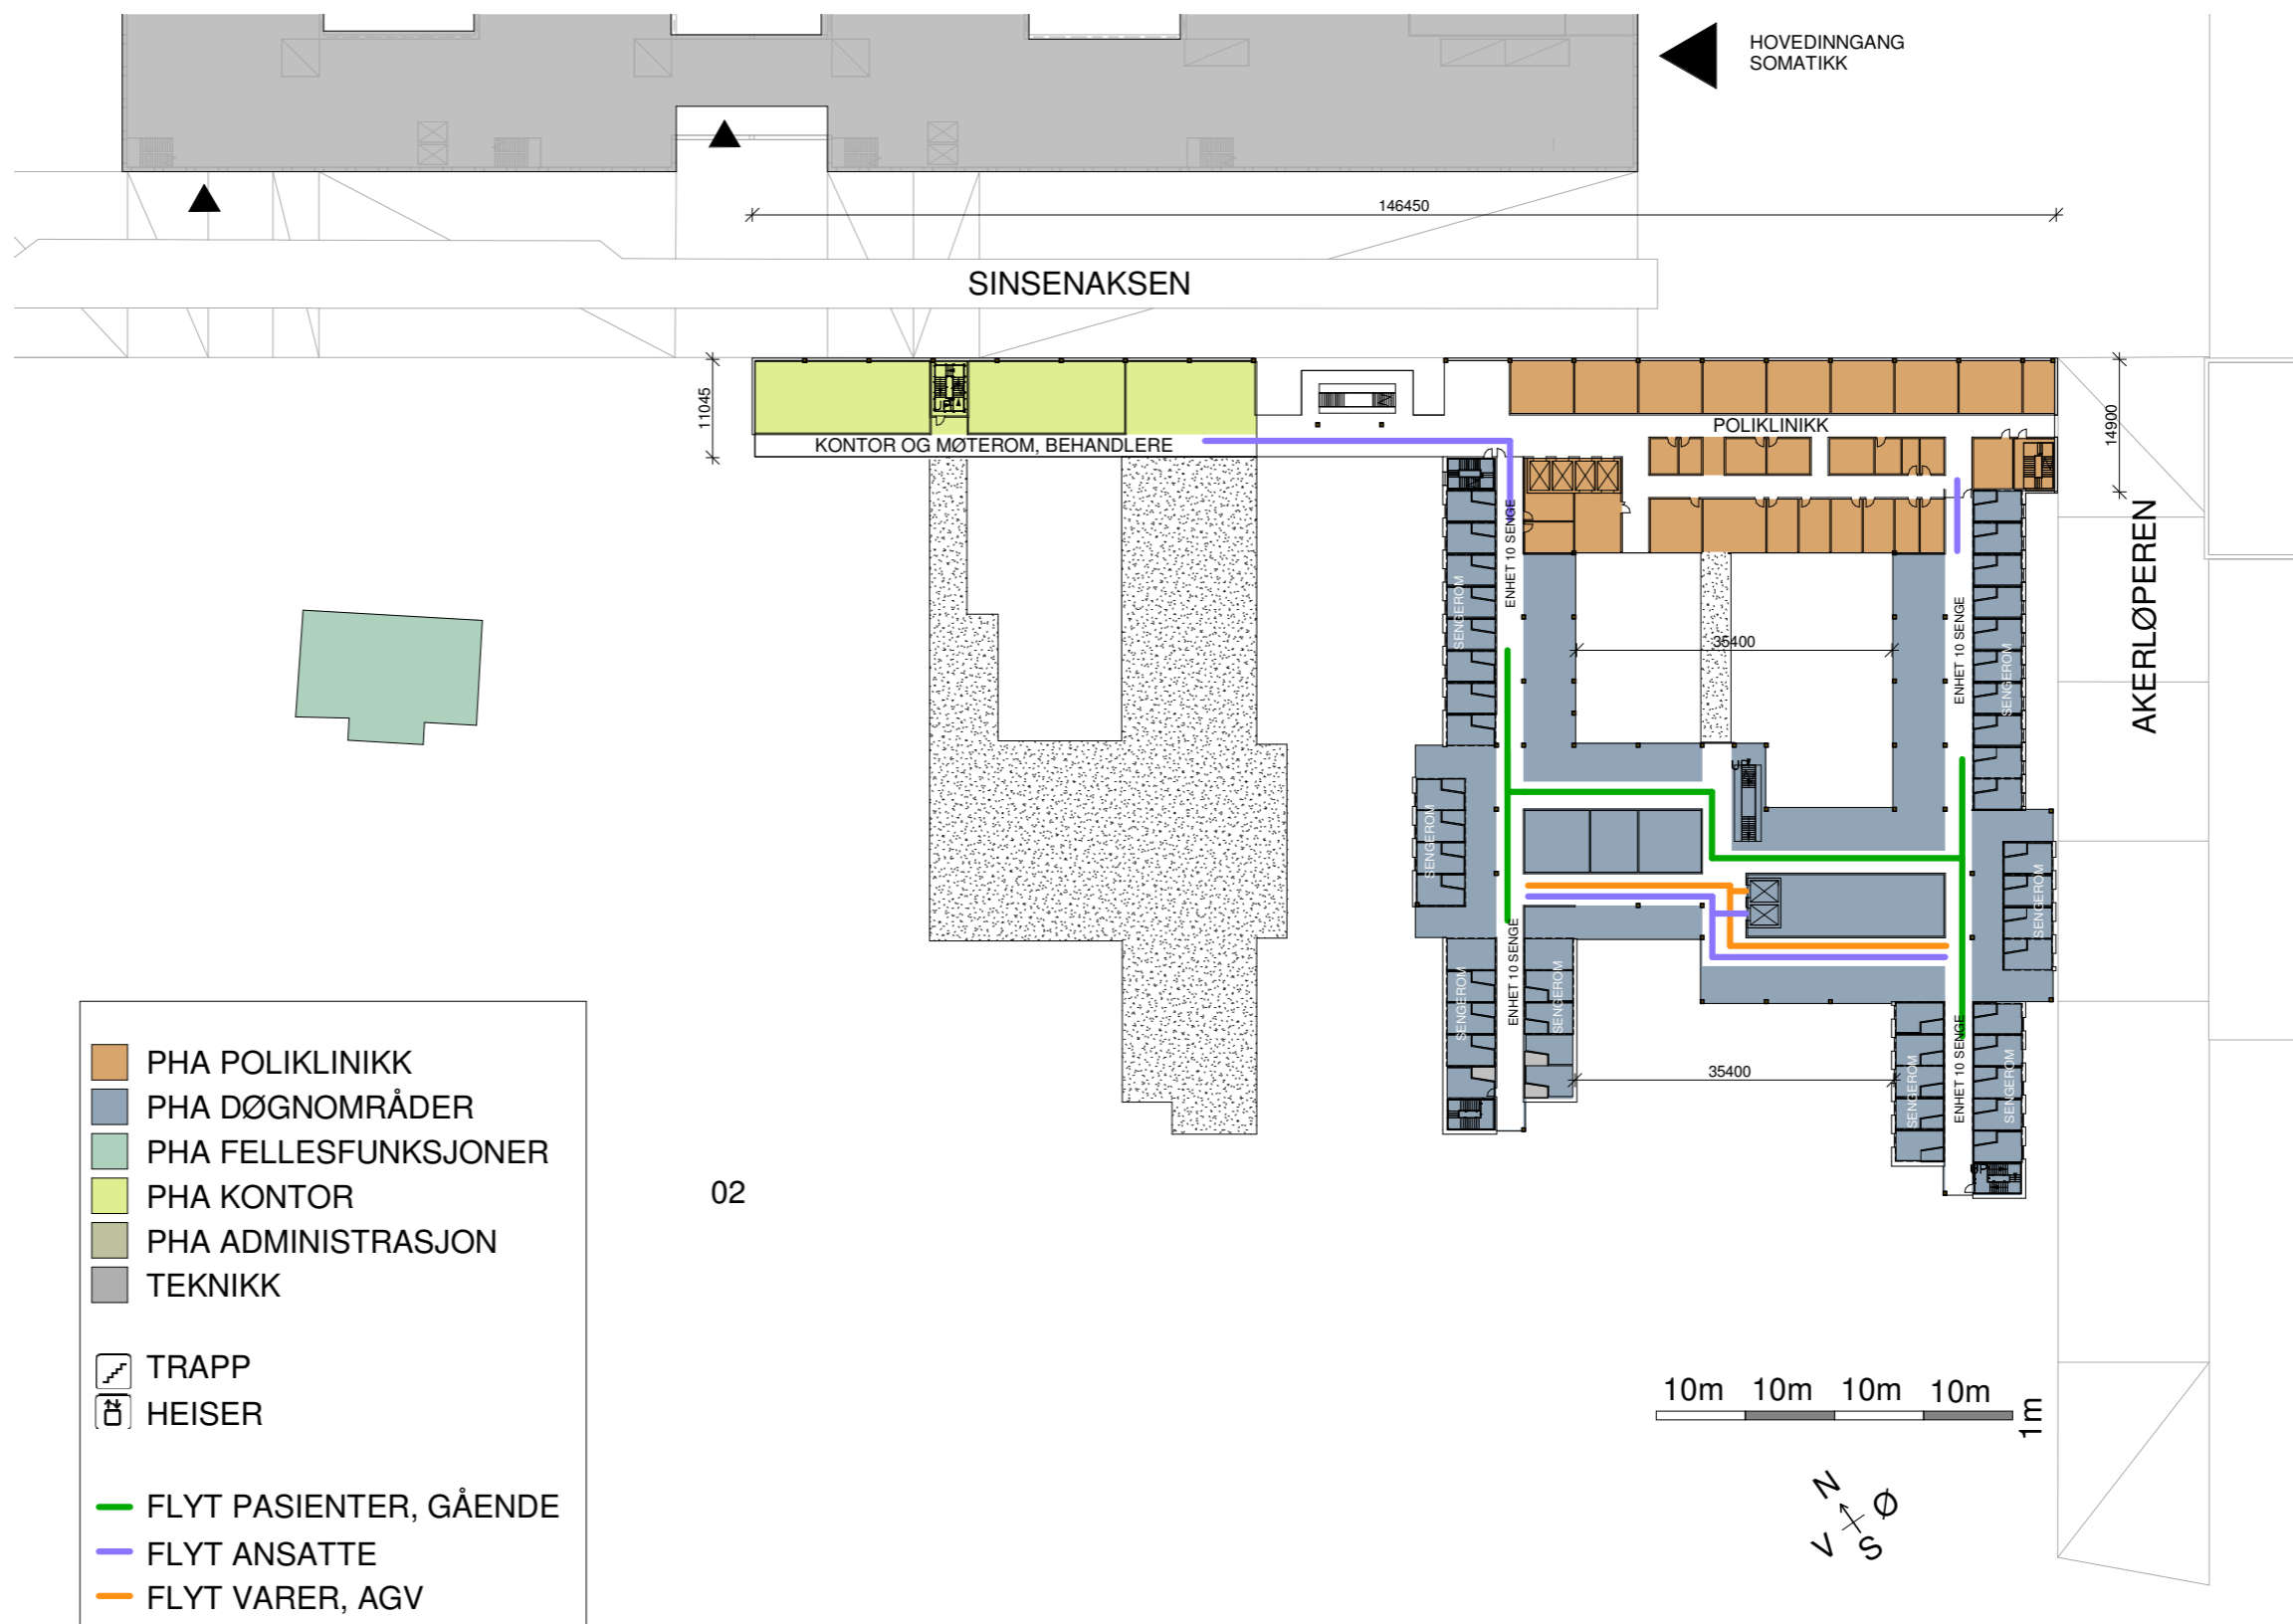 HOVEDINNGANG
SOMATIKK
146450
SINSENAKSEN
11045
14900
UP
KONTOR OG MØTEROM, BEHANDLERE
POLIKLINIKK
ENHET 10 SENGE
SENGEROM
35400
ENHET 10 SENGE
SENGEROM
AKERLØPEREN
UP
SENGEROM
SENGEROM
ENHET 10 SENGE
SENGEROM
SENGEROM
35400
SENGEROM
ENHET 10 SENGE
SENGEROM
UP
02
PHA POLIKLINIKK
PHA DØGNOMRÅDER
PHA FELLESFUNKSJONER
PHA KONTOR
PHA ADMINISTRASJON
TEKNIKK
TRAPP
HEISER
FLYT PASIENTER, GÅENDE
FLYT ANSATTE
FLYT VARER, AGV
10m 10m 10m 10m
1m
N
Ø
V
S